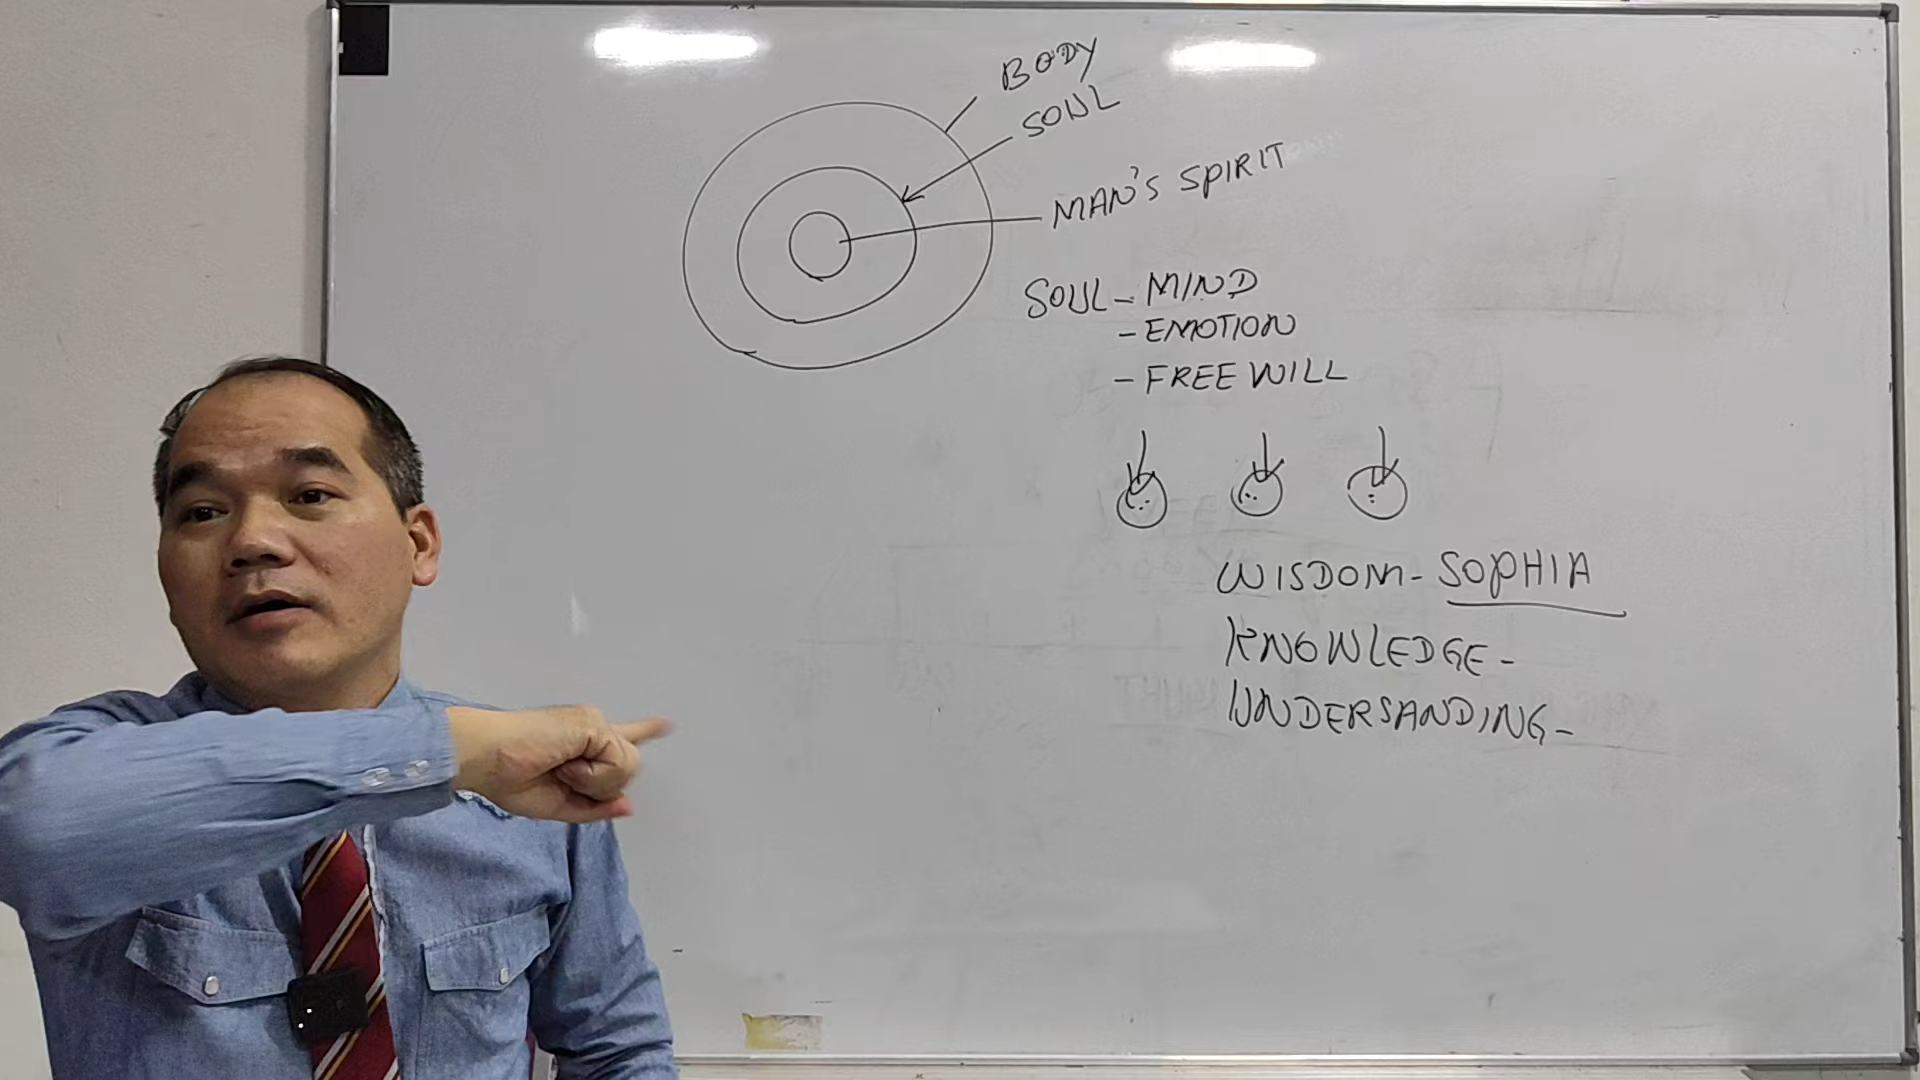 BODY
SOUL
MAN'S SPIRIT
SOUL - MIND
- EMOTION
- FREE WILL
WISDOM - SOPHIA
KNOWLEDGE -
UNDERSANDING -